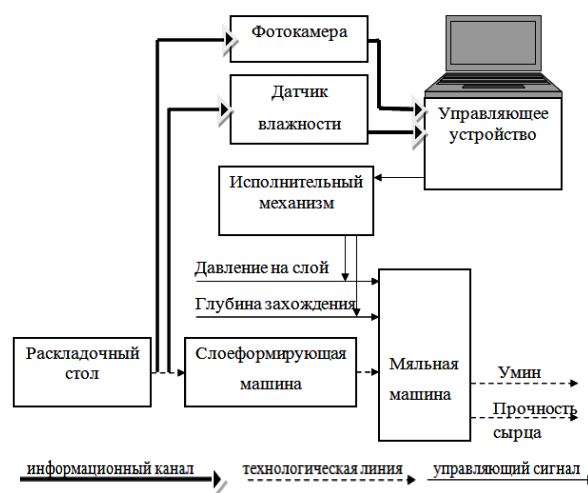 Фотокамера
Датчик
влажности
Управляющее
устройство
Исполнительный
механизм
Давление на слой
Глубина захождения
Раскладочный
стол
Слоеформирующая
машина
Мяльная
машина
Умин
Прочность
сырца
информационный канал
технологическая линия
управляющий сигнал